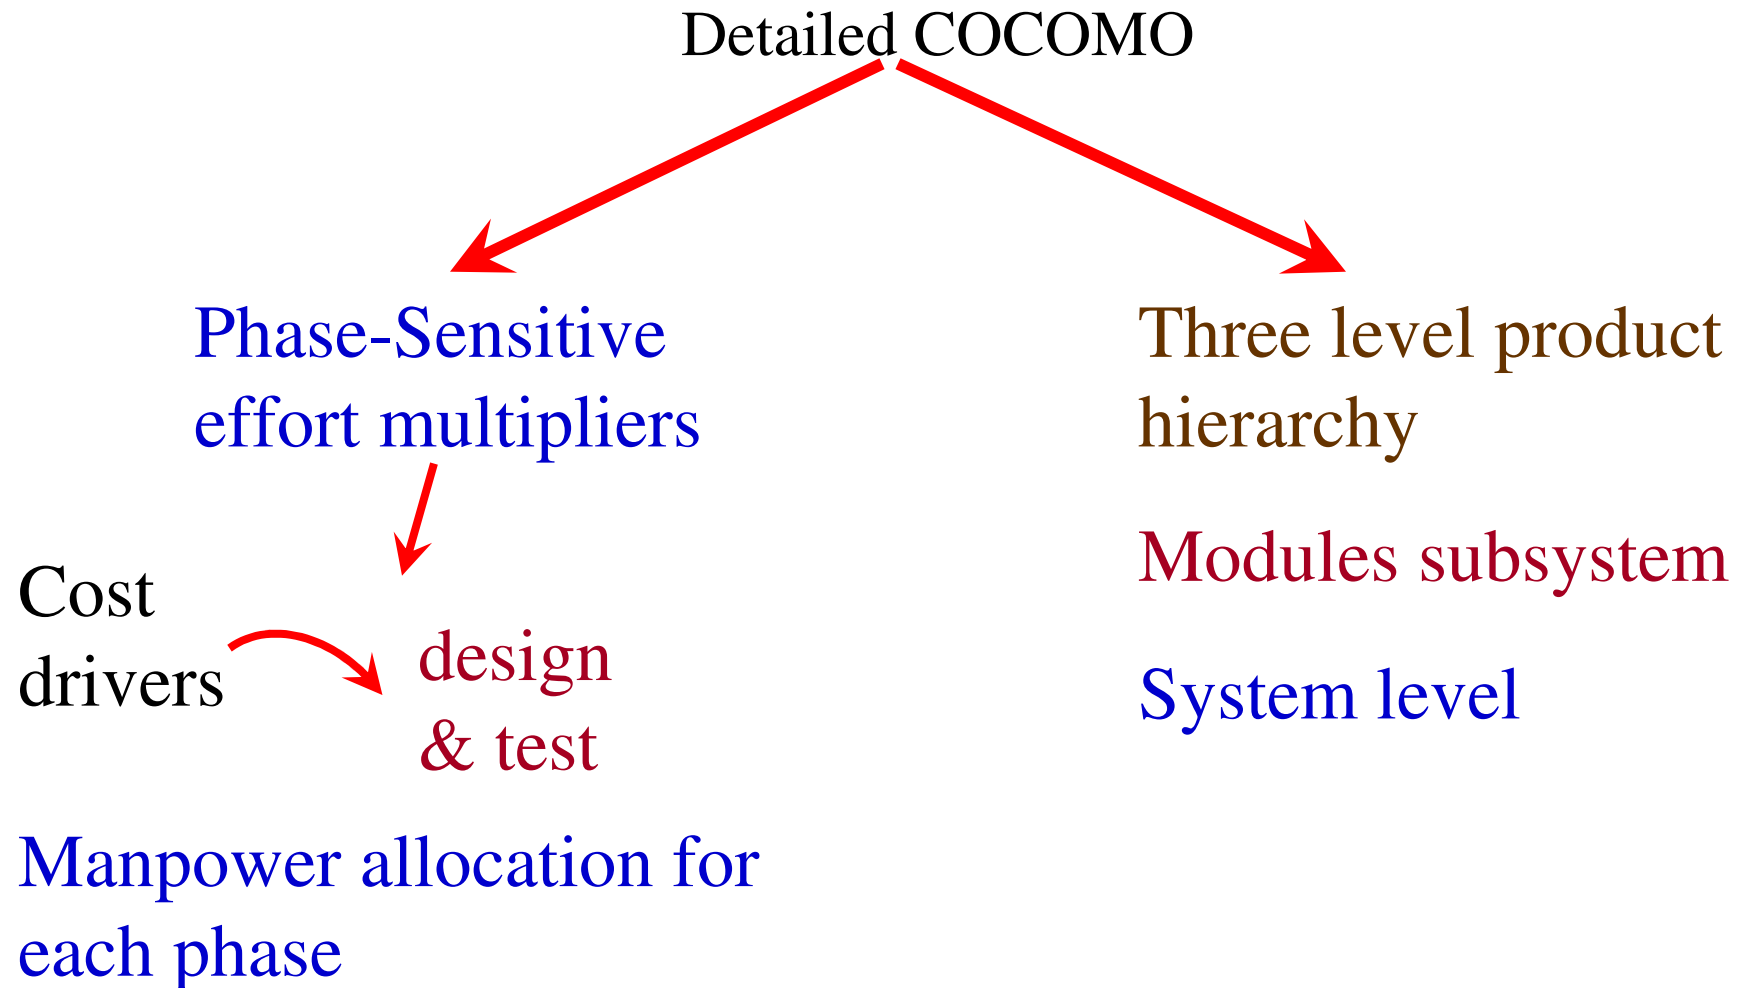 Detailed COCOMO
Phase-Sensitive
effort multipliers
Cost
drivers
design
& test
Manpower allocation for
each phase
Three level product
hierarchy
Modules subsystem
System level